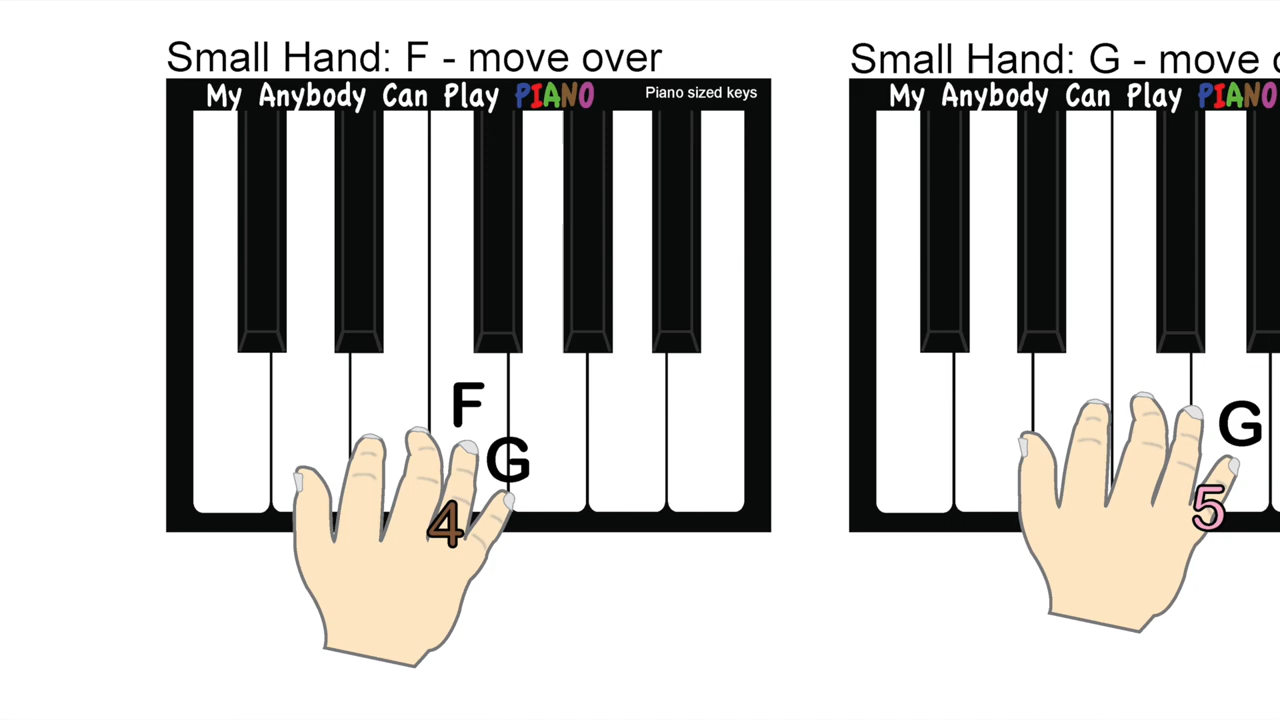 Small Hand: F - move over
My Anybody Can Play PIANO
Piano sized keys
F
G
4
Small Hand: G - move
My Anybody Can Play PIANO
G
5